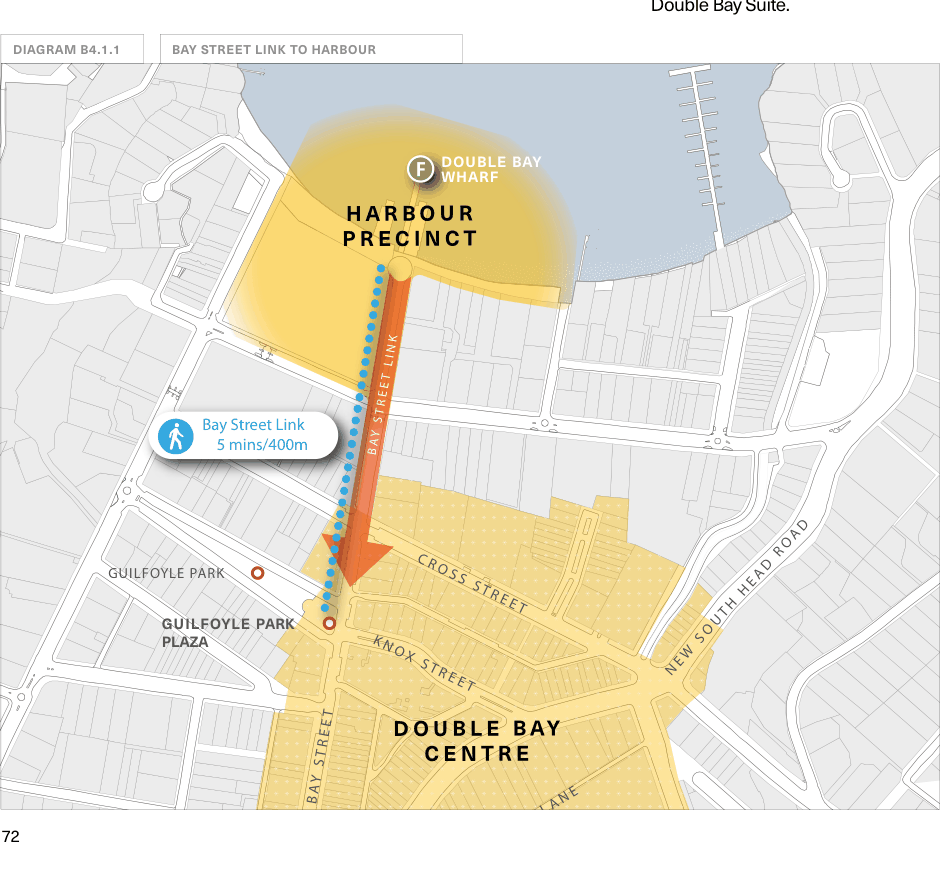 Double Bay Suite.
DIAGRAM B4.1.1
BAY STREET LINK TO HARBOUR
F
DOUBLE BAY
WHARF
HARBOUR
PRECINCT
BAY STREET LINK
Bay Street Link
5 mins/400m
CROSS STREET
NEW SOUTH HEAD ROAD
GUILFOYLE PARK
GUILFOYLE PARK
PLAZA
KNOX STREET
BAY STREET
DOUBLE BAY
CENTRE
LANE
72